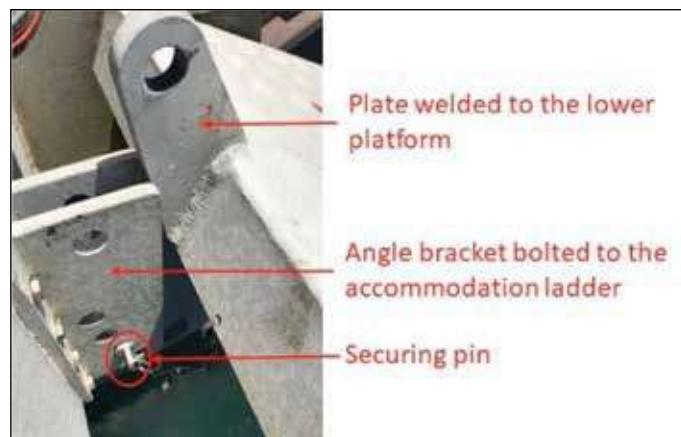 Plate welded to the lower
platform
Angle bracket bolted to the
accommodation ladder
Securing pin